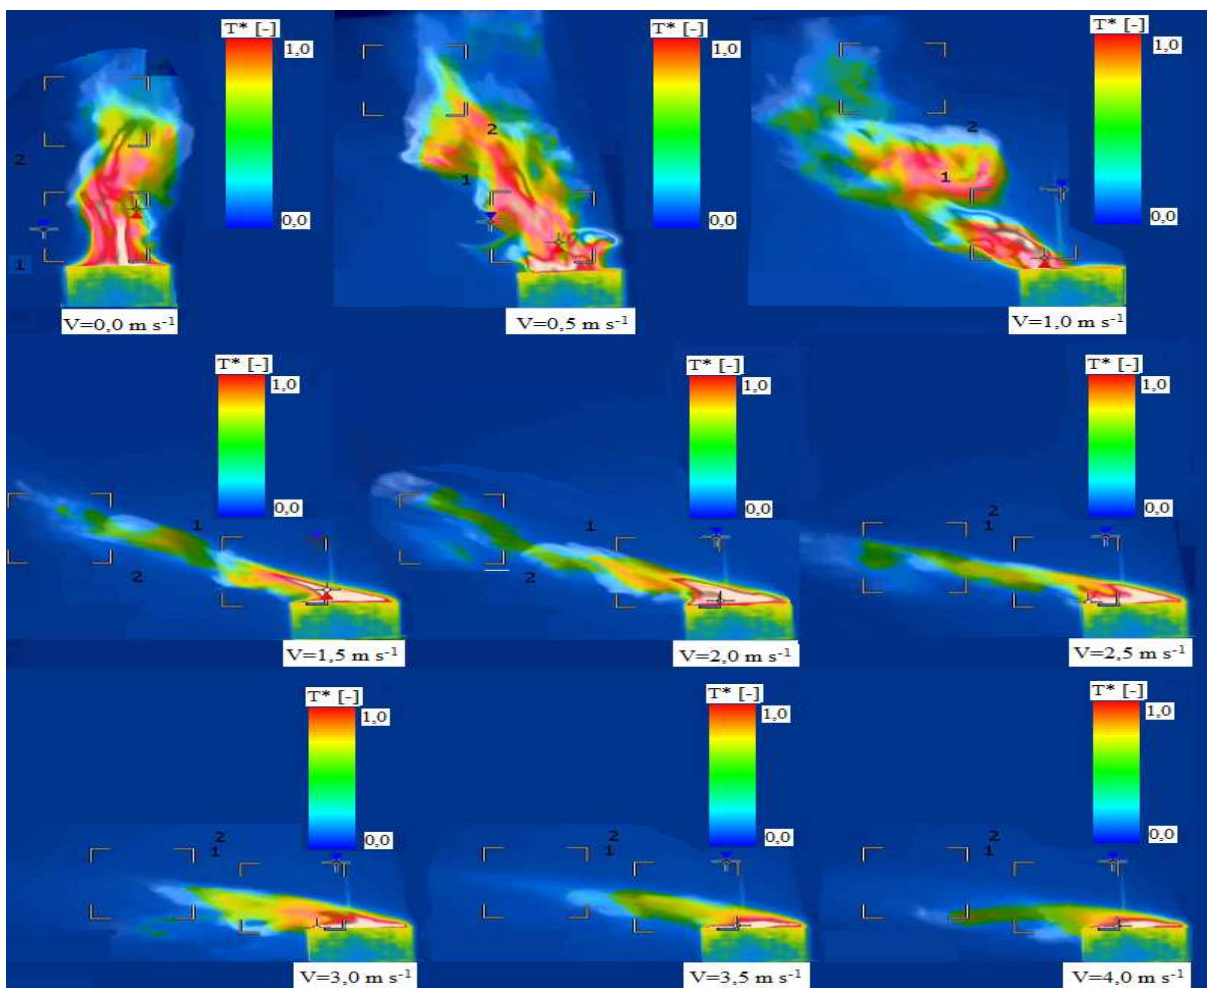 T* [-]
1,0
0,0
2
1
V=0,0 m s-1
T* [-]
1,0
0,0
2
1
V=0,5 m s-1
T* [-]
1,0
0,0
2
1
V=1,0 m s-1
T* [-]
1,0
0,0
1
2
V=1,5 m s-1
T* [-]
1,0
0,0
1
2
V=2,0 m s-1
T* [-]
1,0
0,0
2
1
V=2,5 m s-1
T* [-]
1,0
0,0
2
1
V=3,0 m s-1
T* [-]
1,0
0,0
2
1
V=3,5 m s-1
T* [-]
1,0
0,0
2
1
V=4,0 m s-1